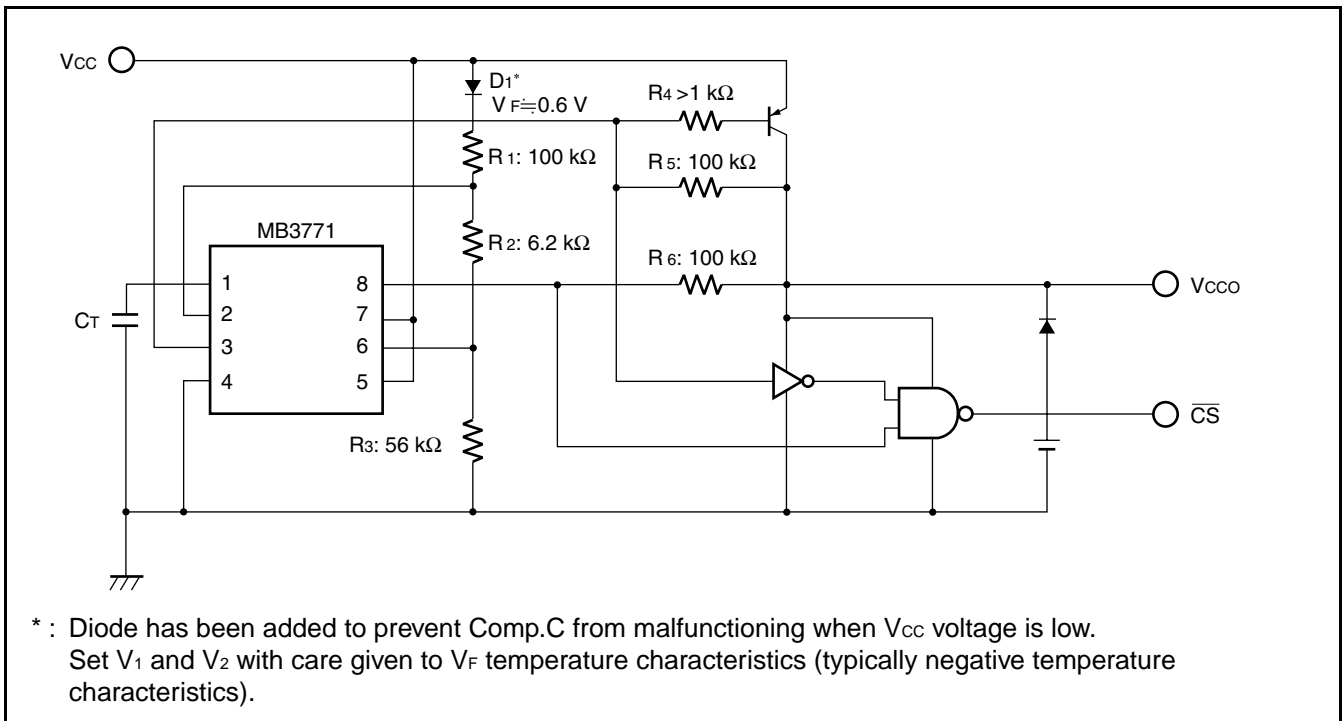 VCC
D1*
VF≒0.6 V
R4 >1 kΩ
R1: 100 kΩ
R5: 100 kΩ
MB3771
R2: 6.2 kΩ
R6: 100 kΩ
1 8
VCCO
CT
2 7
3 6
4 5
CS
R3: 56 kΩ
* : Diode has been added to prevent Comp.C from malfunctioning when VCC voltage is low.
Set V1 and V2 with care given to VF temperature characteristics (typically negative temperature
characteristics).